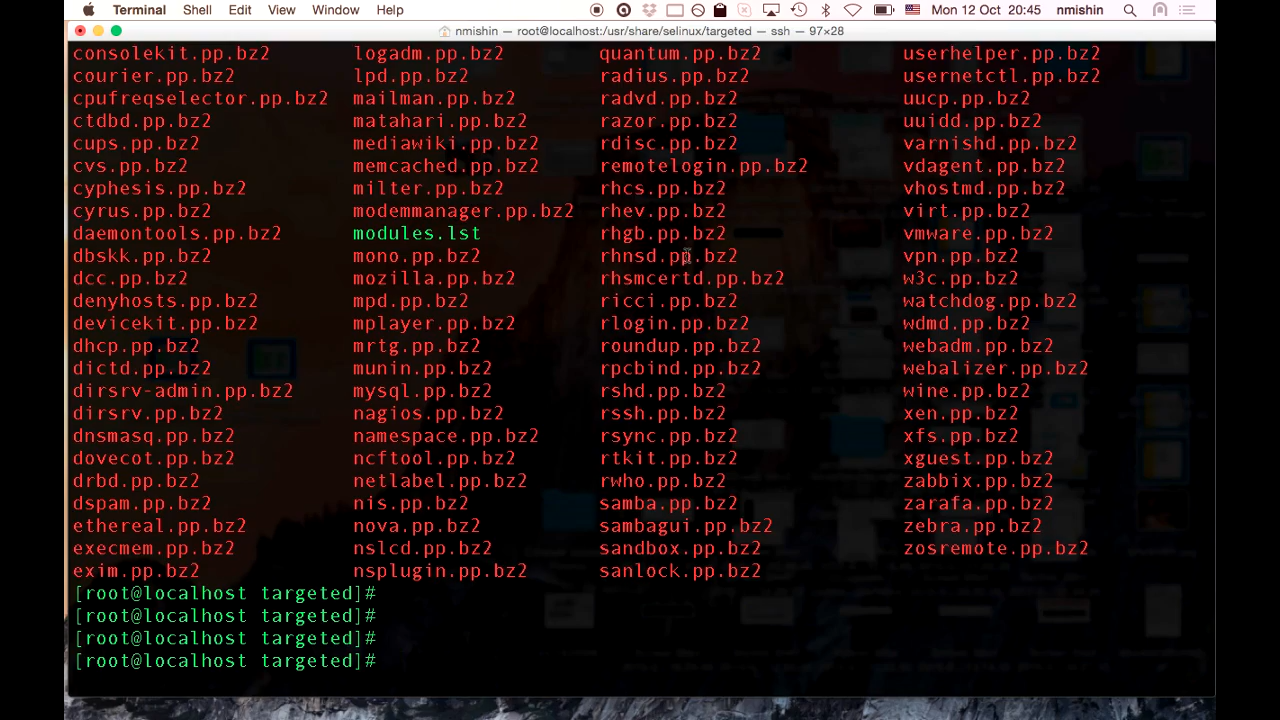 Terminal Shell Edit View Window Help Mon 12 Oct 20:45 nmishin
nmishin — root@localhost:/usr/share/selinux/targeted — ssh — 97×28
consolekit.pp.bz2 logadm.pp.bz2 quantum.pp.bz2 userhelper.pp.bz2
courier.pp.bz2 lpd.pp.bz2 radius.pp.bz2 usernetctl.pp.bz2
cpufreqselector.pp.bz2 mailman.pp.bz2 radvd.pp.bz2 uucp.pp.bz2
ctdbd.pp.bz2 matahari.pp.bz2 razor.pp.bz2 uuidd.pp.bz2
cups.pp.bz2 mediawiki.pp.bz2 rdisc.pp.bz2 varnishd.pp.bz2
cvs.pp.bz2 memcached.pp.bz2 remotelogin.pp.bz2 vdagent.pp.bz2
cyphesis.pp.bz2 milter.pp.bz2 rhcs.pp.bz2 vhostmd.pp.bz2
cyrus.pp.bz2 modemmanager.pp.bz2 rhev.pp.bz2 virt.pp.bz2
daemontools.pp.bz2 modules.lst rhgb.pp.bz2 vmware.pp.bz2
dbskk.pp.bz2 mono.pp.bz2 rhnsd.pp.bz2 vpn.pp.bz2
dcc.pp.bz2 mozilla.pp.bz2 rhsmcertd.pp.bz2 w3c.pp.bz2
denyhosts.pp.bz2 mpd.pp.bz2 ricci.pp.bz2 watchdog.pp.bz2
devicekit.pp.bz2 mplayer.pp.bz2 rlogin.pp.bz2 wdmd.pp.bz2
dhcp.pp.bz2 mrtg.pp.bz2 roundup.pp.bz2 webadm.pp.bz2
dictd.pp.bz2 munin.pp.bz2 rpcbind.pp.bz2 webalizer.pp.bz2
dirsrv-admin.pp.bz2 mysql.pp.bz2 rshd.pp.bz2 wine.pp.bz2
dirsrv.pp.bz2 nagios.pp.bz2 rssh.pp.bz2 xen.pp.bz2
dnsmasq.pp.bz2 namespace.pp.bz2 rsync.pp.bz2 xfs.pp.bz2
dovecot.pp.bz2 ncftool.pp.bz2 rtkit.pp.bz2 xguest.pp.bz2
drbd.pp.bz2 netlabel.pp.bz2 rwho.pp.bz2 zabbix.pp.bz2
dspam.pp.bz2 nis.pp.bz2 samba.pp.bz2 zarafa.pp.bz2
ethereal.pp.bz2 nova.pp.bz2 sambagui.pp.bz2 zebra.pp.bz2
execmem.pp.bz2 nslcd.pp.bz2 sandbox.pp.bz2 zosremote.pp.bz2
exim.pp.bz2 nsplugin.pp.bz2 sanlock.pp.bz2
[root@localhost targeted]#
[root@localhost targeted]#
[root@localhost targeted]#
[root@localhost targeted]#